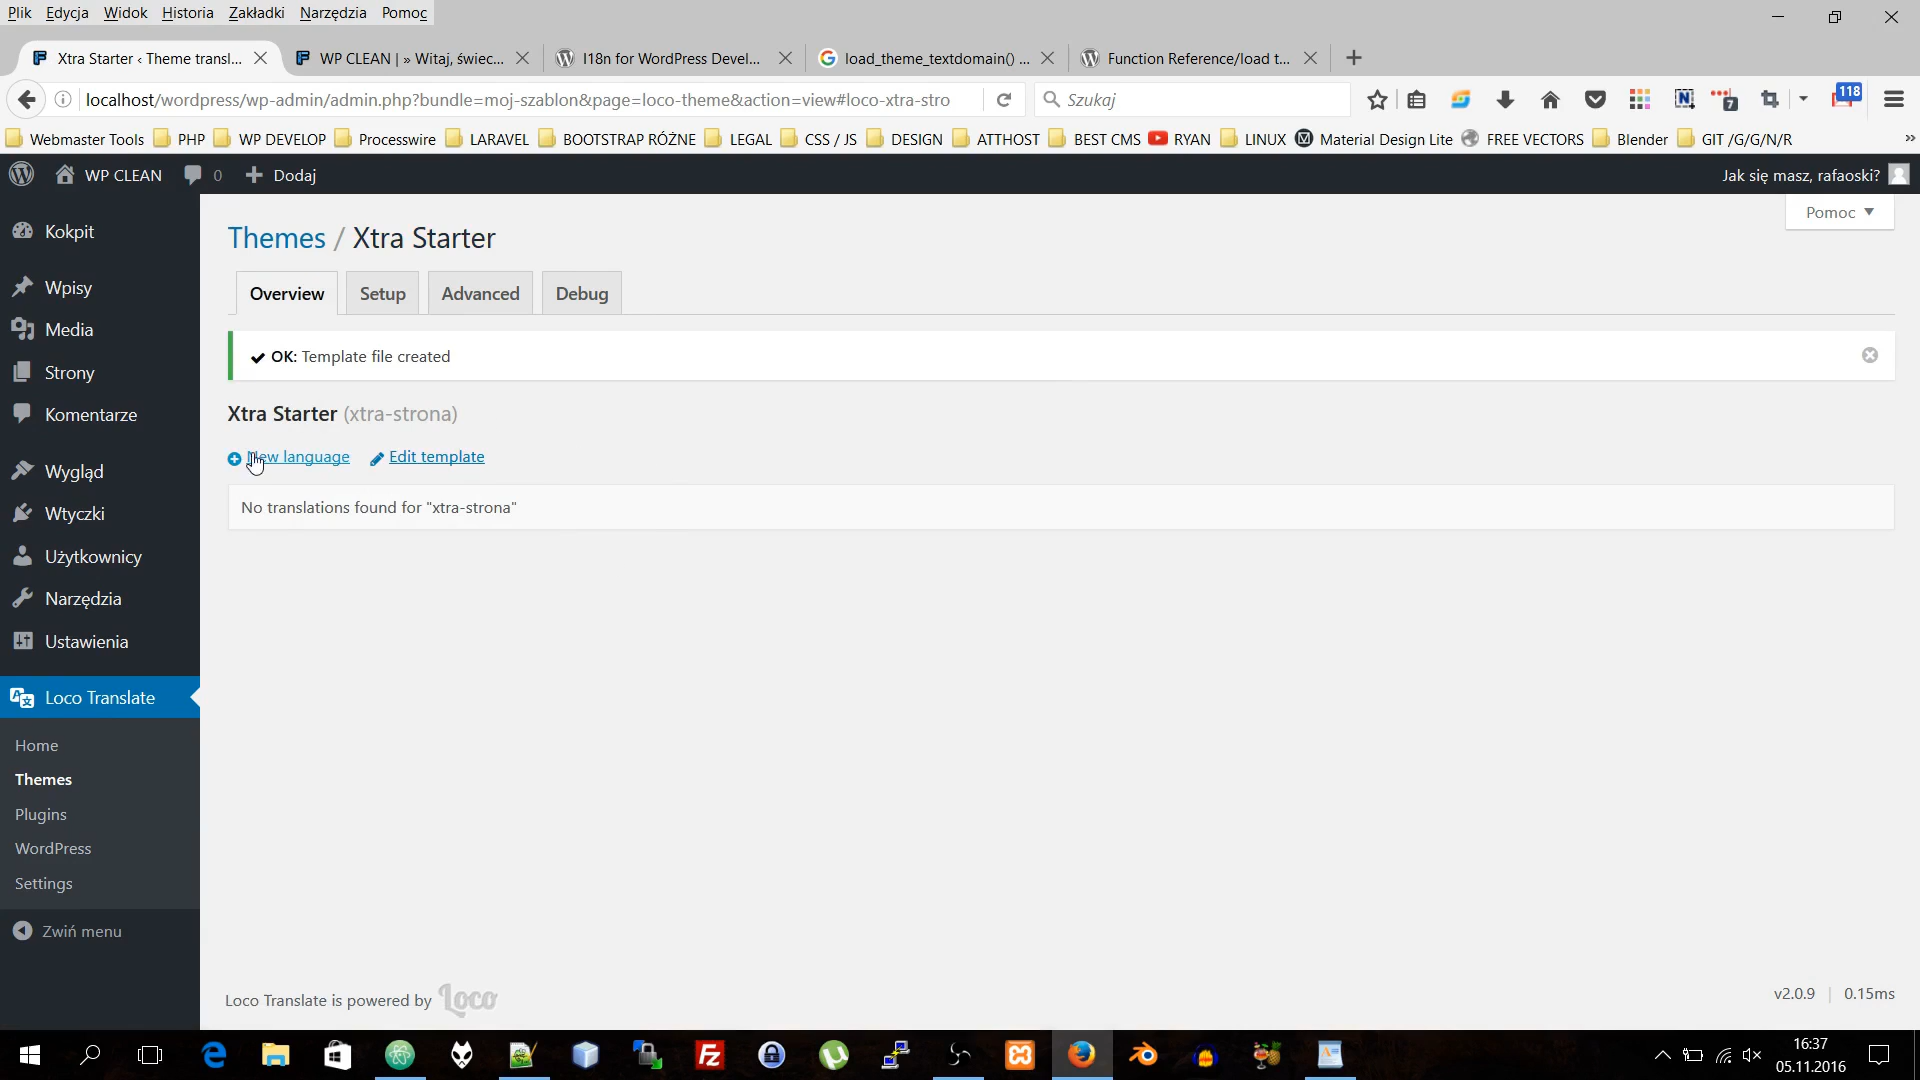 Plik Edycja Widok Historia Zakładki Narzędzia Pomoc
Xtra Starter ‹ Theme transl...
WP CLEAN | » Witaj, świec...
I18n for WordPress Devel...
load_theme_textdomain() ...
Function Reference/load t...
localhost/wordpress/wp-admin/admin.php?bundle=moj-szablon&page=loco-theme&action=view#loco-xtra-stro
Szukaj
7
118
Webmaster Tools PHP WP DEVELOP Processwire LARAVEL BOOTSTRAP RÓŻNE LEGAL CSS / JS DESIGN ATTHOST BEST CMS RYAN LINUX Material Design Lite FREE VECTORS Blender GIT /G/G/N/R »
WP CLEAN 0 Dodaj
Jak się masz, rafaoski?
Pomoc
Kokpit
Wpisy
Media
Strony
Komentarze
Wygląd
Wtyczki
Użytkownicy
Narzędzia
Ustawienia
Loco Translate
Home
Themes
Plugins
WordPress
Settings
Zwiń menu
Themes / Xtra Starter
Overview Setup Advanced Debug
OK: Template file created
Xtra Starter (xtra-strona)
New language Edit template
No translations found for "xtra-strona"
Loco Translate is powered by Loco
v2.0.9 | 0.15ms
16:37
05.11.2016